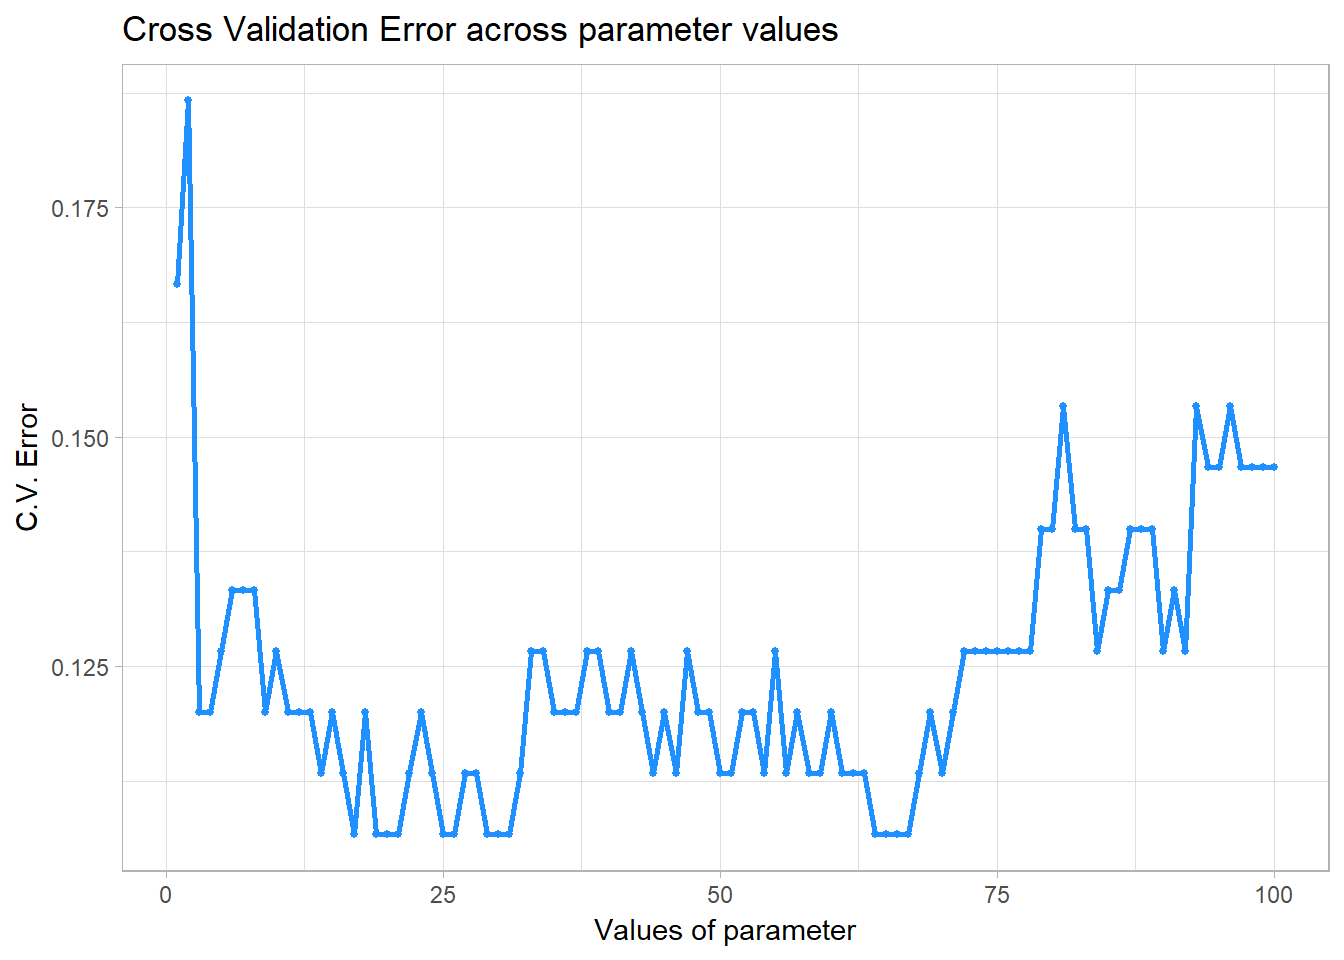 Cross Validation Error across parameter values
0.175
0.150
0.125
C.V. Error
0 25 50 75 100
Values of parameter